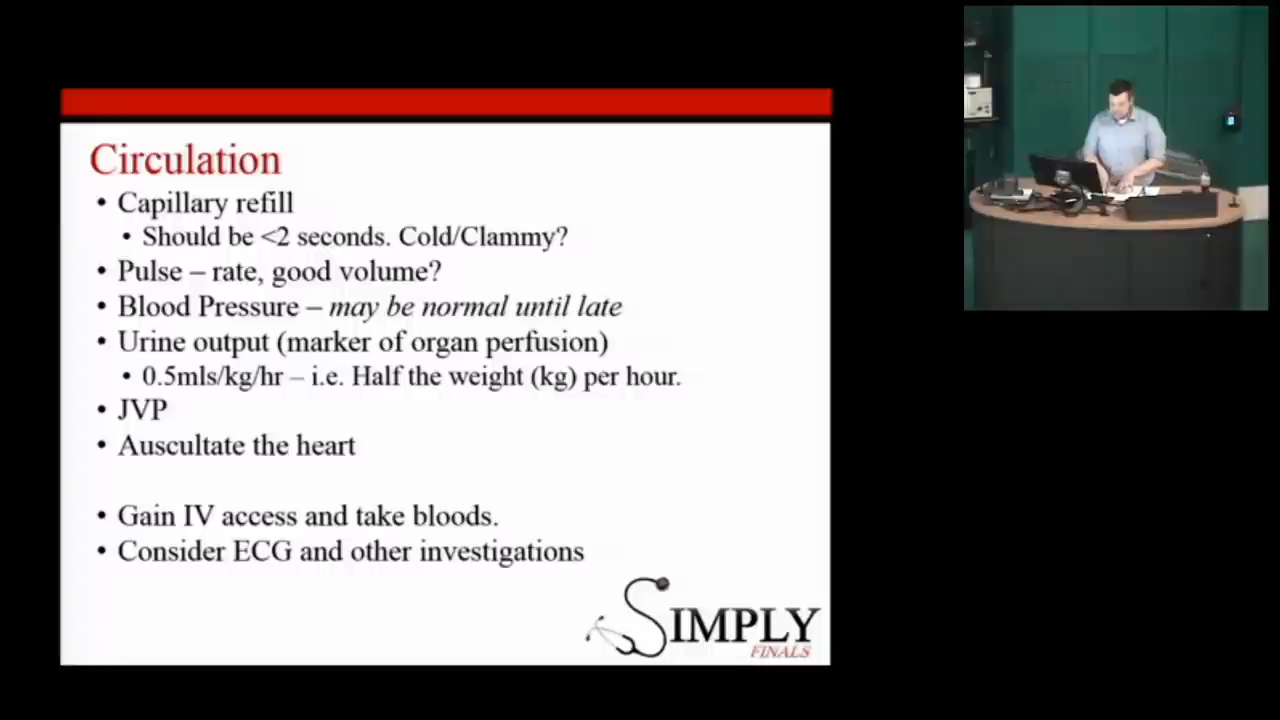 Circulation
• Capillary refill
• Should be <2 seconds. Cold/Clammy?
• Pulse – rate, good volume?
• Blood Pressure – may be normal until late
• Urine output (marker of organ perfusion)
• 0.5mls/kg/hr – i.e. Half the weight (kg) per hour.
• JVP
• Auscultate the heart
• Gain IV access and take bloods.
• Consider ECG and other investigations
SIMPLY
FINALS